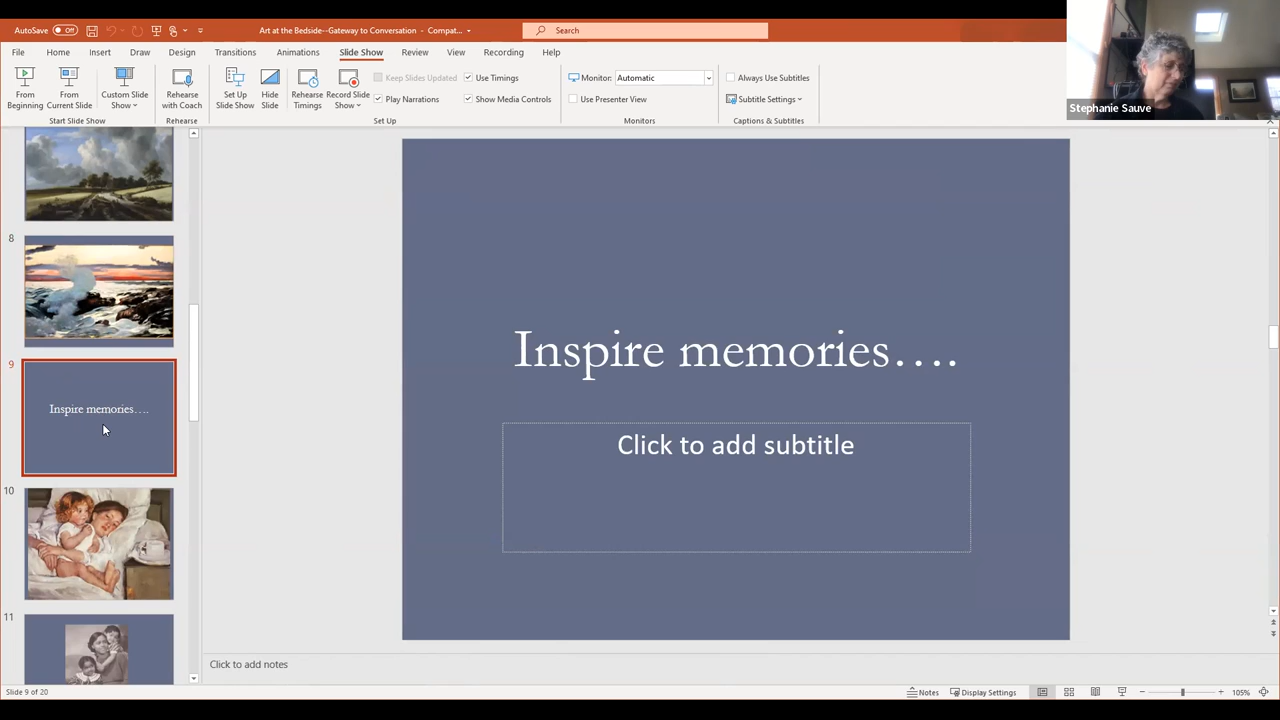 AutoSave Off
Art at the Bedside--Gateway to Conversation - Compat...
Search
File Home Insert Draw Design Transitions Animations Slide Show Review View Recording Help
From Beginning
From Current Slide
Custom Slide Show
Start Slide Show
Rehearse with Coach
Rehearse
Set Up Slide Show
Hide Slide
Rehearse Timings
Record Slide Show
Keep Slides Updated
Play Narrations
Use Timings
Show Media Controls
Set Up
Monitor: Automatic
Use Presenter View
Monitors
Always Use Subtitles
Subtitle Settings
Captions & Subtitles
Stephanie Sauve
8
9
Inspire memories....
10
11
Inspire memories....
Click to add subtitle
Click to add notes
Slide 9 of 20
Notes
Display Settings
105%